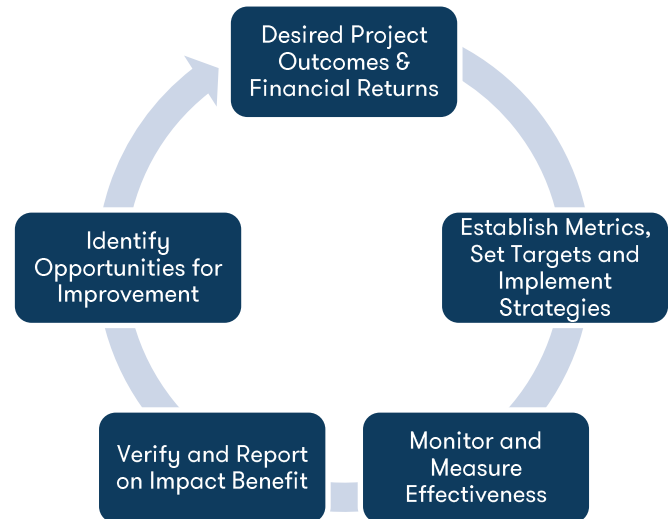 Desired Project
Outcomes &
Financial Returns
Establish Metrics,
Set Targets and
Implement
Strategies
Monitor and
Measure
Effectiveness
Verify and Report
on Impact Benefit
Identify
Opportunities for
Improvement